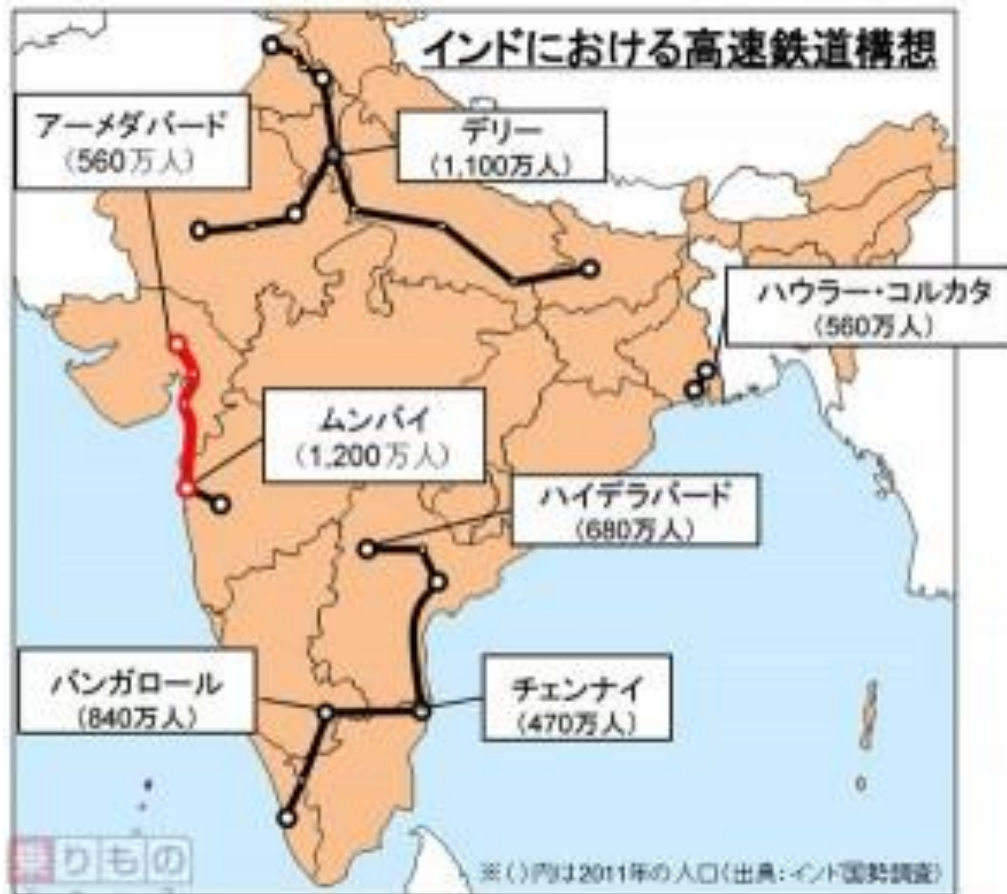 インドにおける高速鉄道構想
アーメダバード
(560万人)
デリー
(1,100万人)
ハウラー・コルカタ
(560万人)
ムンバイ
(1,200万人)
ハイデラバード
(680万人)
バンガロール
(840万人)
チェンナイ
(470万人)
りもの
※()内は2011年の人口(出典:インド国勢調査)